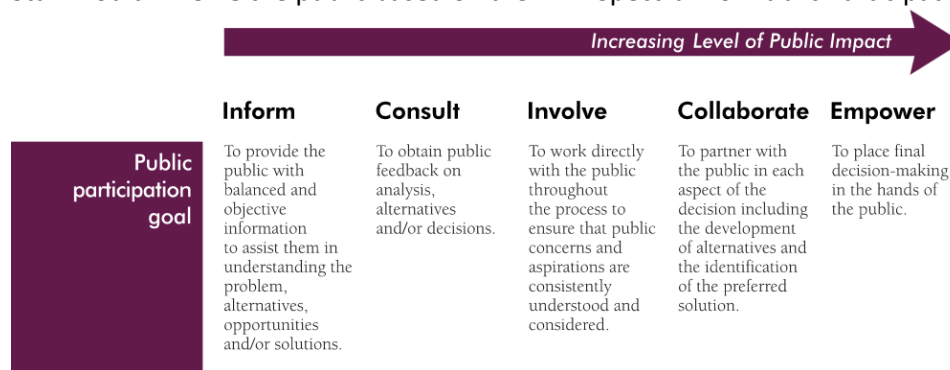 Increasing Level of Public Impact
Inform
Consult
Involve
Collaborate
Empower
Public
participation
goal
To provide the
public with
balanced and
objective
information
to assist them in
understanding the
problem,
alternatives,
opportunities
and/or solutions.
To obtain public
feedback on
analysis,
alternatives
and/or decisions.
To work directly
with the public
throughout
the process to
ensure that public
concerns and
aspirations are
consistently
understood and
considered.
To partner with
the public in each
aspect of the
decision including
the development
of alternatives and
the identification
of the preferred
solution.
To place final
decision-making
in the hands of
the public.